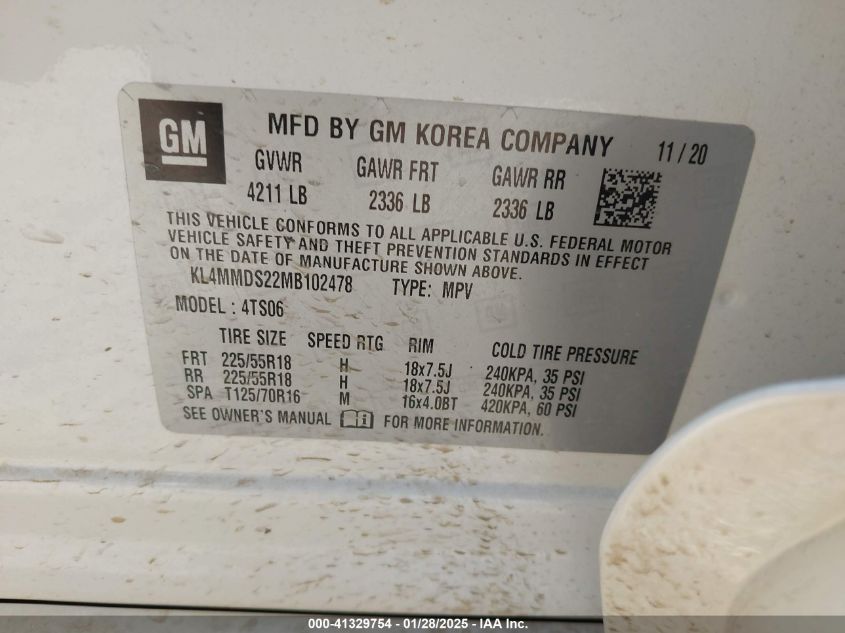 GM
MFD BY GM KOREA COMPANY 11 / 20
GVWR GAWR FRT GAWR RR
4211 LB 2336 LB 2336 LB
THIS VEHICLE CONFORMS TO ALL APPLICABLE U.S. FEDERAL MOTOR
VEHICLE SAFETY AND THEFT PREVENTION STANDARDS IN EFFECT
ON THE DATE OF MANUFACTURE SHOWN ABOVE.
KL4MMDS22MB102478 TYPE: MPV
MODEL : 4TS06
TIRE SIZE SPEED RTG RIM COLD TIRE PRESSURE
FRT 225/55R18 H 18x7.5J 240KPA, 35 PSI
RR 225/55R18 H 18x7.5J 240KPA, 35 PSI
SPA T125/70R16 M 16x4.0BT 420KPA, 60 PSI
SEE OWNER'S MANUAL FOR MORE INFORMATION.
000-41329754 - 01/28/2025 - IAA Inc.